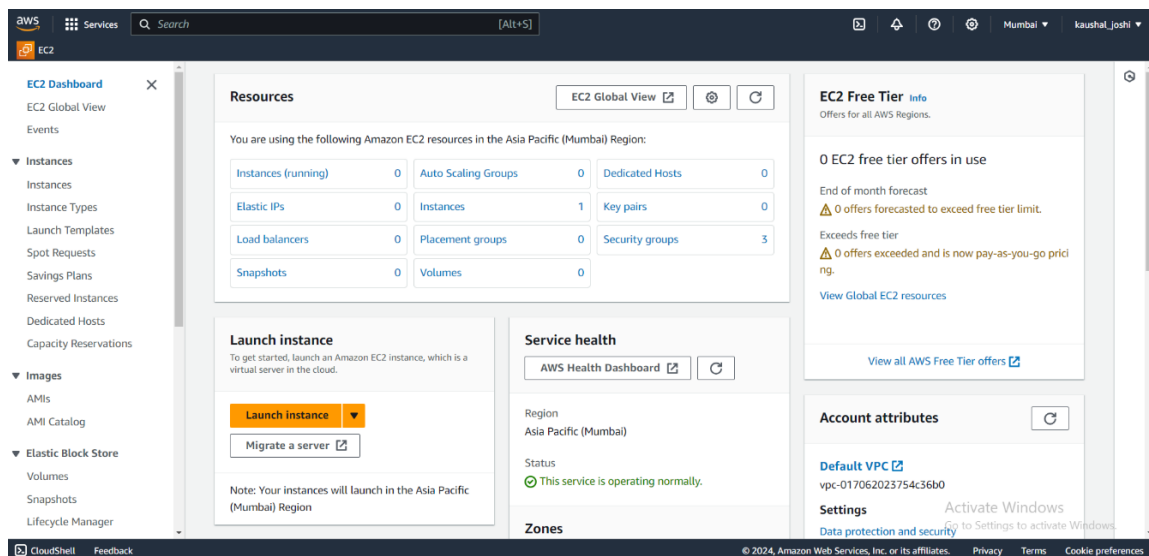 aws
Services
Search
[Alt+S]
Mumbai
kaushal_joshi
EC2
EC2 Dashboard
EC2 Global View
Events
Instances
Instances
Instance Types
Launch Templates
Spot Requests
Savings Plans
Reserved Instances
Dedicated Hosts
Capacity Reservations
Images
AMIs
AMI Catalog
Elastic Block Store
Volumes
Snapshots
Lifecycle Manager
Resources
EC2 Global View
You are using the following Amazon EC2 resources in the Asia Pacific (Mumbai) Region:
Instances (running) 0
Auto Scaling Groups 0
Dedicated Hosts 0
Elastic IPs 0
Instances 1
Key pairs 0
Load balancers 0
Placement groups 0
Security groups 3
Snapshots 0
Volumes 0
Launch instance
To get started, launch an Amazon EC2 instance, which is a
virtual server in the cloud.
Launch instance
Migrate a server
Note: Your instances will launch in the Asia Pacific
(Mumbai) Region
Service health
AWS Health Dashboard
Region
Asia Pacific (Mumbai)
Status
This service is operating normally.
Zones
EC2 Free Tier Info
Offers for all AWS Regions.
0 EC2 free tier offers in use
End of month forecast
0 offers forecasted to exceed free tier limit.
Exceeds free tier
0 offers exceeded and is now pay-as-you-go prici
ng.
View Global EC2 resources
View all AWS Free Tier offers
Account attributes
Default VPC
vpc-017062023754c36b0
Settings
Data protection and security
Activate Windows
Go to Settings to activate Windows.
CloudShell
Feedback
© 2024, Amazon Web Services, Inc. or its affiliates.
Privacy
Terms
Cookie preferences